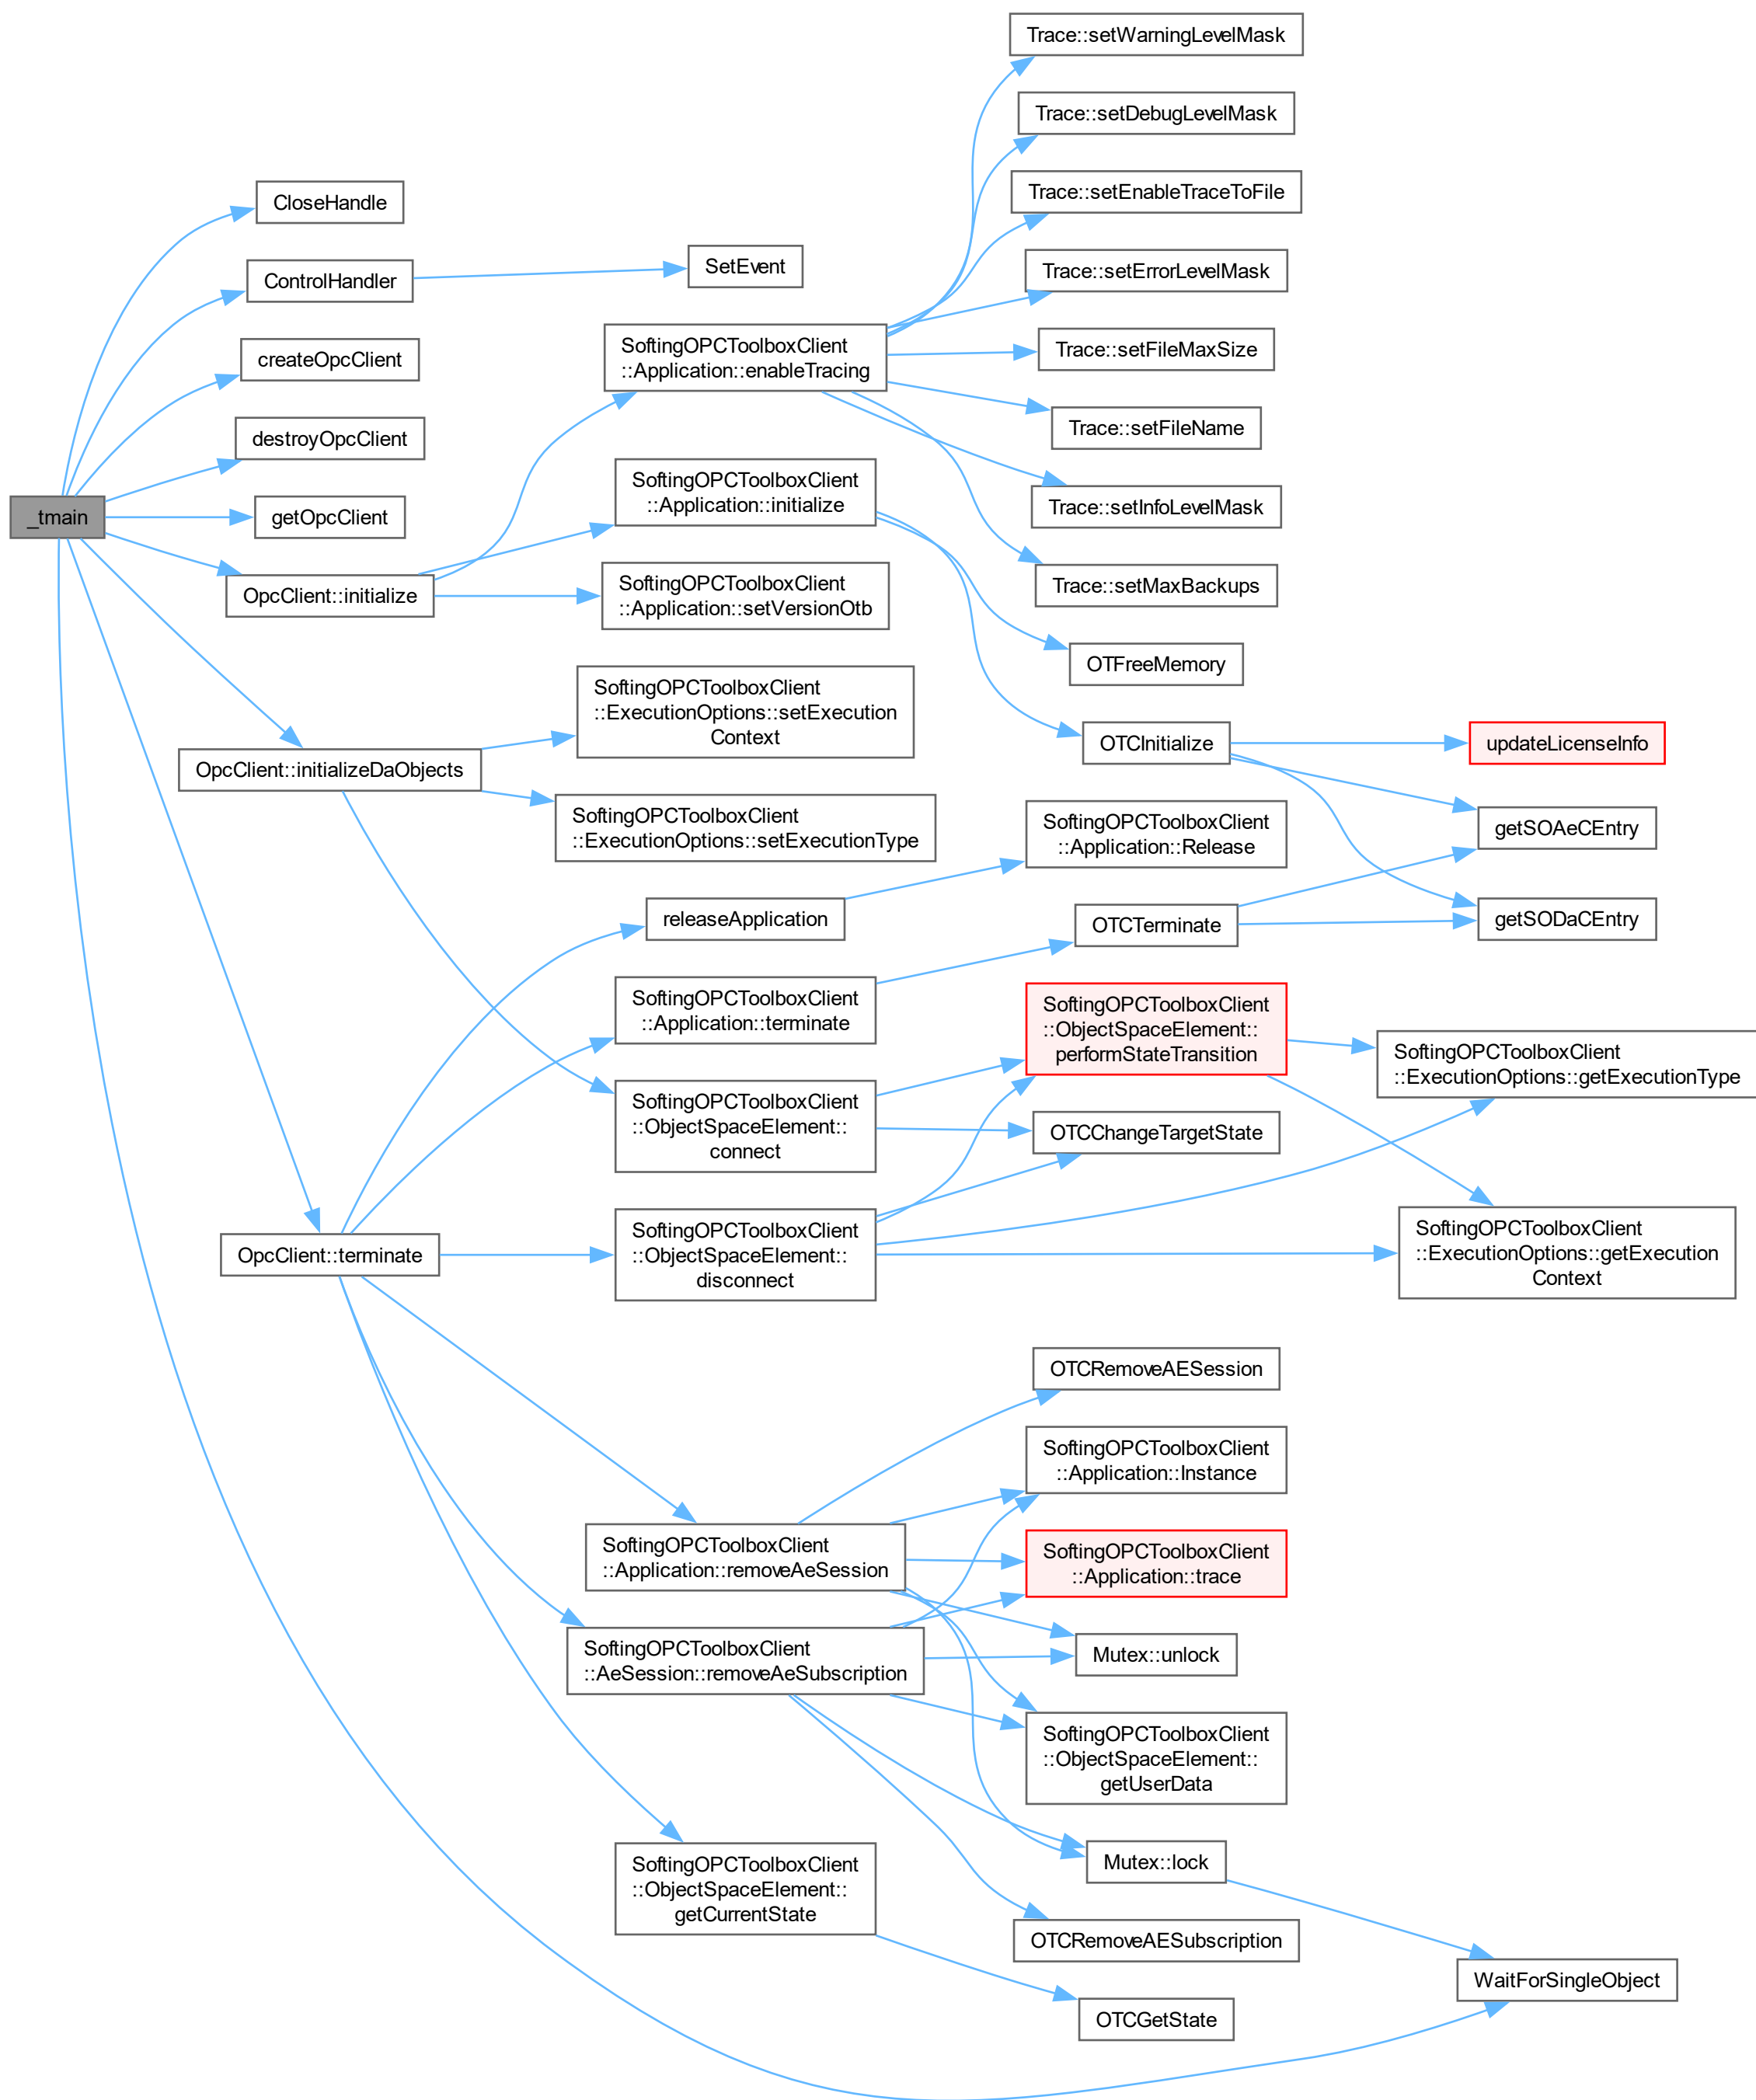 Trace::setWarningLevelMask
Trace::setDebugLevelMask
Trace::setEnableTraceToFile
CloseHandle
SetEvent
ControlHandler
Trace::setErrorLevelMask
SoftingOPCToolboxClient
::Application::enableTracing
createOpcClient
Trace::setFileMaxSize
destroyOpcClient
Trace::setFileName
SoftingOPCToolboxClient
::Application::initialize
_tmain
getOpcClient
Trace::setInfoLevelMask
OpcClient::initialize
SoftingOPCToolboxClient
::Application::setVersionOtb
Trace::setMaxBackups
OTFreeMemory
SoftingOPCToolboxClient
::ExecutionOptions::setExecution
Context
OTCInitialize
updateLicenseInfo
OpcClient::initializeDaObjects
SoftingOPCToolboxClient
::ExecutionOptions::setExecutionType
SoftingOPCToolboxClient
::Application::Release
getSOAeCEntry
releaseApplication
OTCTerminate
getSODaCEntry
SoftingOPCToolboxClient
::Application::terminate
SoftingOPCToolboxClient
::ObjectSpaceElement::
performStateTransition
SoftingOPCToolboxClient
::ExecutionOptions::getExecutionType
SoftingOPCToolboxClient
::ObjectSpaceElement::
connect
OTCChangeTargetState
OpcClient::terminate
SoftingOPCToolboxClient
::ObjectSpaceElement::
disconnect
SoftingOPCToolboxClient
::ExecutionOptions::getExecution
Context
OTCRemoveAESession
SoftingOPCToolboxClient
::Application::Instance
SoftingOPCToolboxClient
::Application::removeAeSession
SoftingOPCToolboxClient
::Application::trace
SoftingOPCToolboxClient
::AeSession::removeAeSubscription
Mutex::unlock
SoftingOPCToolboxClient
::ObjectSpaceElement::
getUserData
Mutex::lock
SoftingOPCToolboxClient
::ObjectSpaceElement::
getCurrentState
OTCRemoveAESubscription
WaitForSingleObject
OTCGetState